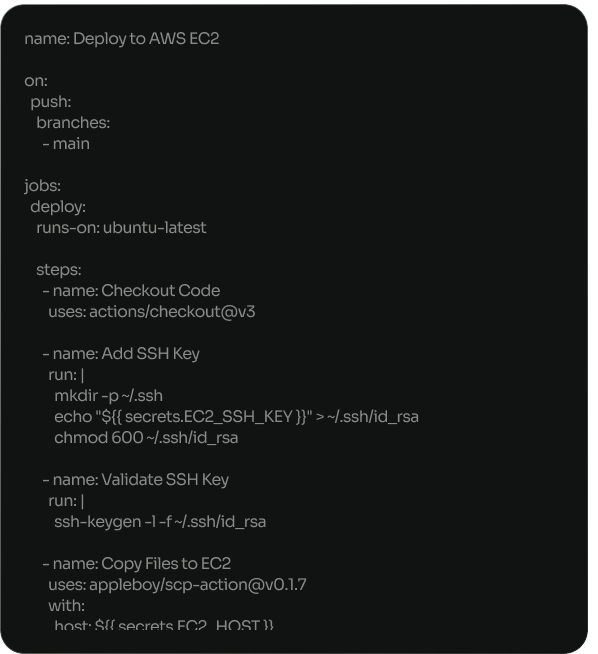 name: Deploy to AWS EC2
on:
push:
branches:
- main
jobs:
deploy:
runs-on: ubuntu-latest
steps:
- name: Checkout Code
uses: actions/checkout@v3
- name: Add SSH Key
run: |
mkdir -p ~/.ssh
echo "${{ secrets.EC2_SSH_KEY }}" > ~/.ssh/id_rsa
chmod 600 ~/.ssh/id_rsa
- name: Validate SSH Key
run: |
ssh-keygen -l -f ~/.ssh/id_rsa
- name: Copy Files to EC2
uses: appleboy/scp-action@v0.1.7
with:
host: ${{ secrets.EC2_HOST }}